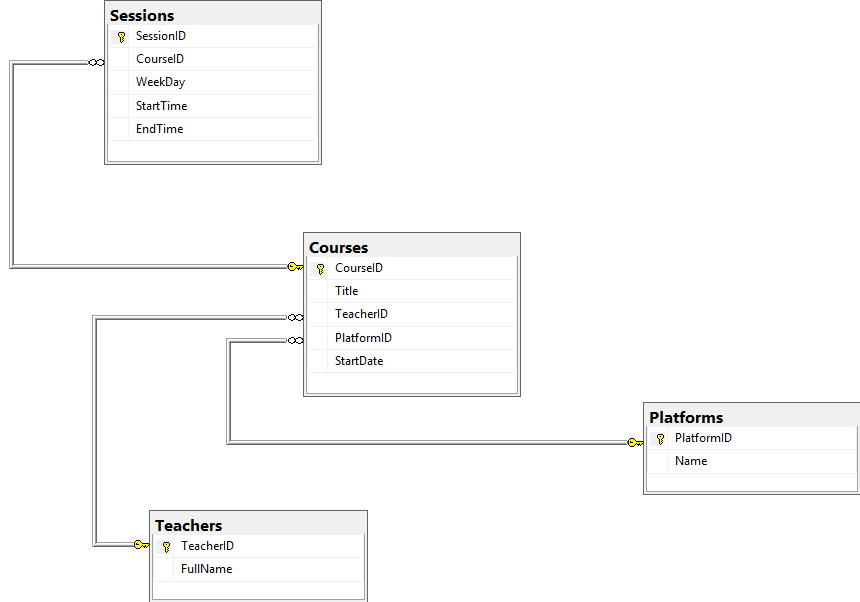 Sessions
SessionID
CourseID
WeekDay
StartTime
EndTime
Courses
CourseID
Title
TeacherID
PlatformID
StartDate
Platforms
PlatformID
Name
Teachers
TeacherID
FullName